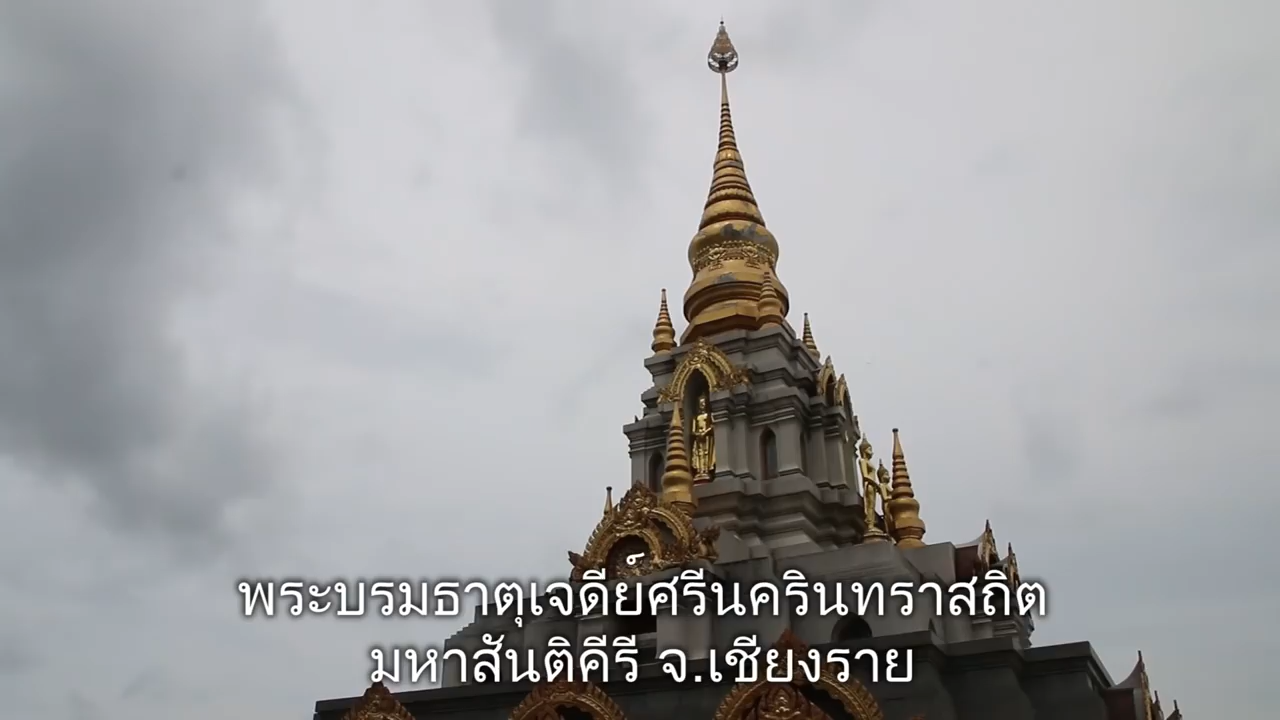 พระบรมธาตุเจดีย์ศรีนครินทราสถิต
มหาสันติคีรี จ.เชียงราย